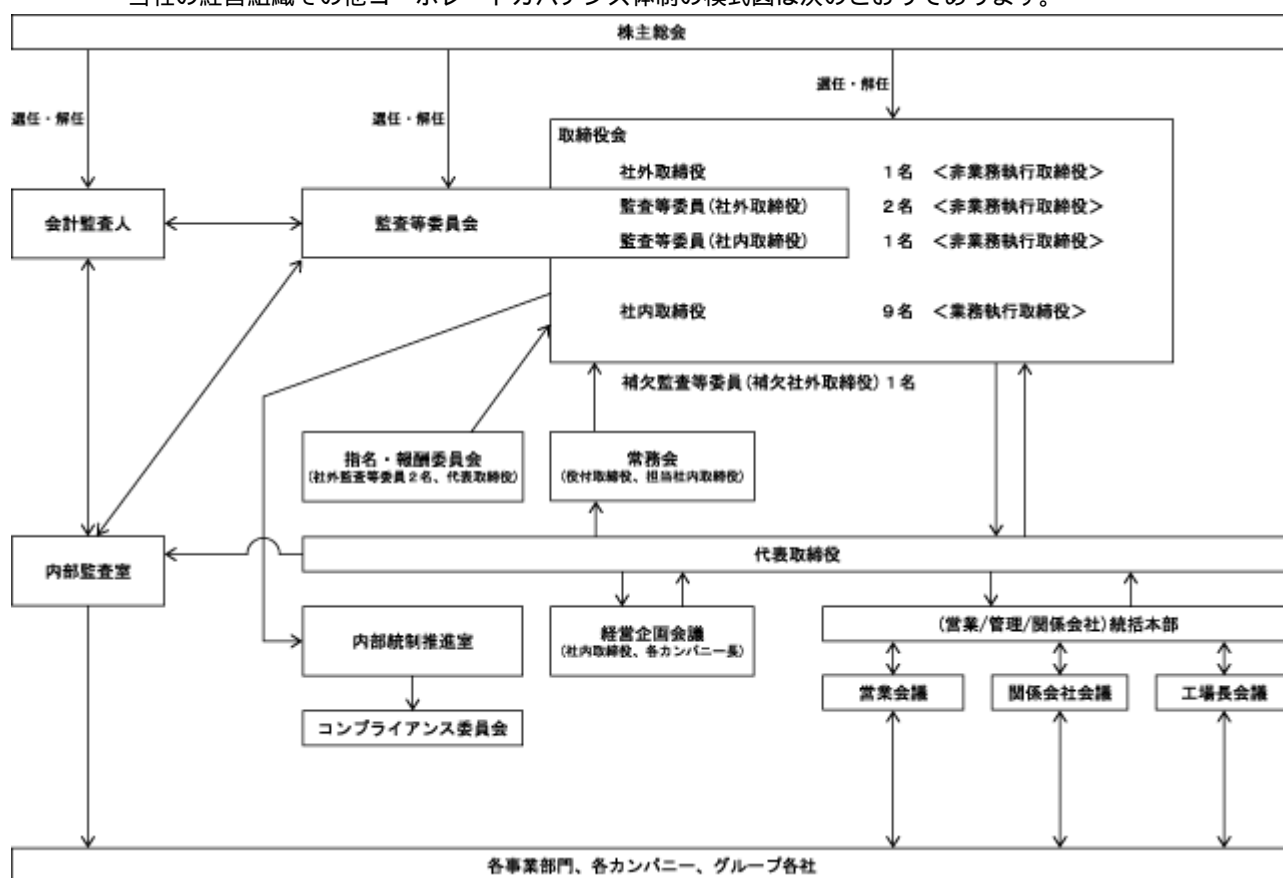 当社の経営組織その他コーポレートガバナンス体制の模式図は次のとおりであります。
株主総会
選任・解任
選任・解任
選任・解任
取締役会
社外取締役 1名 <非業務執行取締役>
監査等委員(社外取締役) 2名 <非業務執行取締役>
監査等委員(社内取締役) 1名 <非業務執行取締役>
社内取締役 9名 <業務執行取締役>
会計監査人
監査等委員会
補欠監査等委員(補欠社外取締役)1名
指名・報酬委員会
(社外監査等委員2名、代表取締役)
常務会
(役付取締役、担当社内取締役)
内部監査室
代表取締役
内部統制推進室
経営企画会議
(社内取締役、各カンパニー長)
(営業/管理/関係会社)統括本部
営業会議
関係会社会議
工場長会議
コンプライアンス委員会
各事業部門、各カンパニー、グループ各社